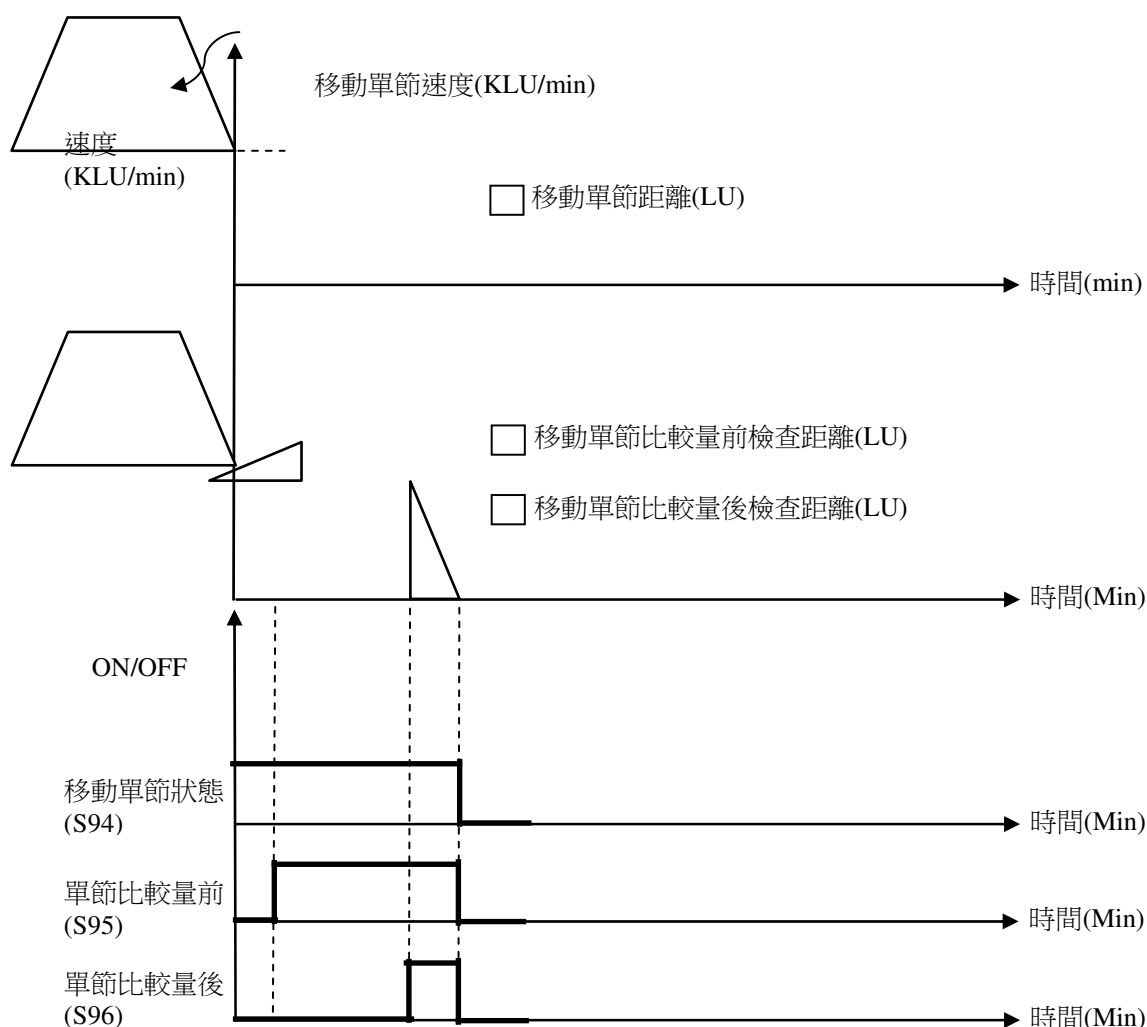 移動單節速度(KLU/min)
速度
(KLU/min)
移動單節距離(LU)
時間(min)
移動單節比較量前檢查距離(LU)
移動單節比較量後檢查距離(LU)
時間(Min)
ON/OFF
移動單節狀態
(S94)
時間(Min)
單節比較量前
(S95)
時間(Min)
單節比較量後
(S96)
時間(Min)